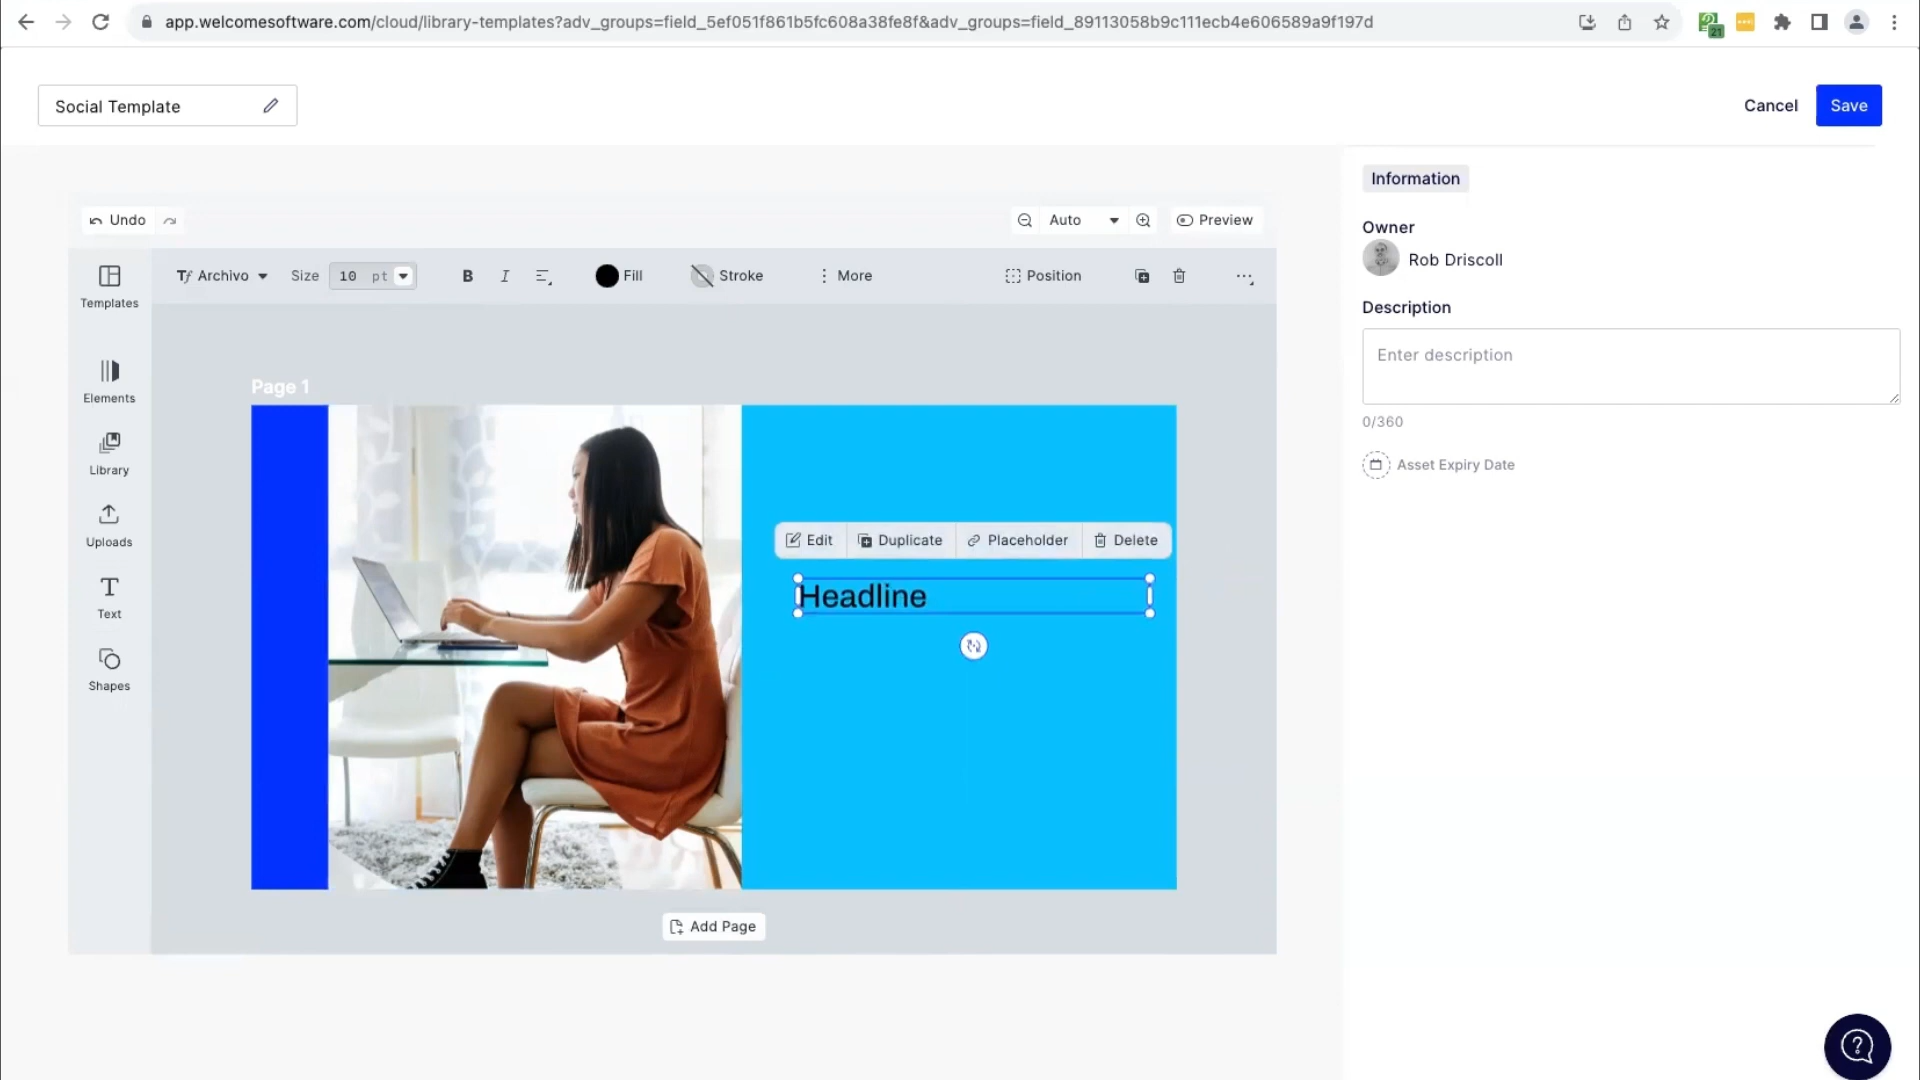 app.welcomesoftware.com/cloud/library-templates?adv_groups=field_5ef051f861b5fc608a38fe8f&adv_groups=field_89113058b9c111ecb4e606589a9f197d
21
Social Template
Cancel
Save
Undo
Auto
Preview
Templates
Elements
Library
Uploads
Text
Shapes
Archivo
Size
10 pt
B
I
Fill
Stroke
More
Position
Page 1
Edit
Duplicate
Placeholder
Delete
Headline
Add Page
Information
Owner
Rob Driscoll
Description
Enter description
0/360
Asset Expiry Date